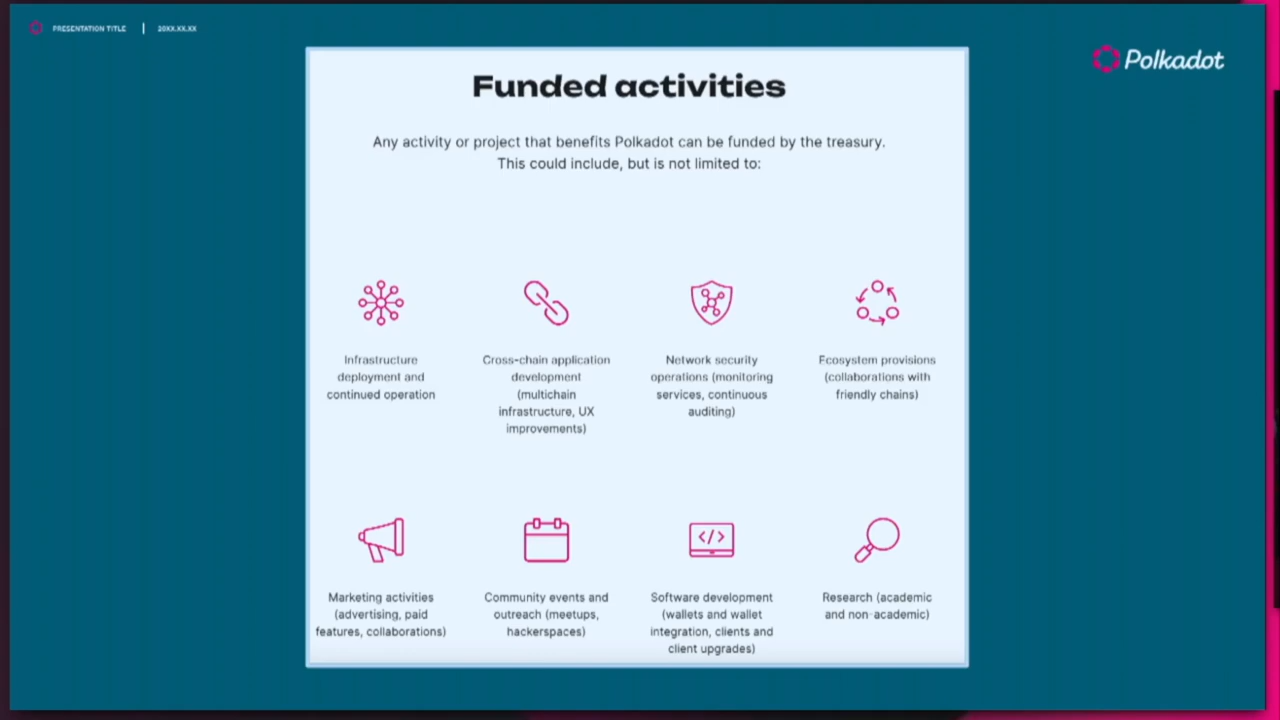 PRESENTATION TITLE | 20XX.XX.XX
Polkadot
Funded activities
Any activity or project that benefits Polkadot can be funded by the treasury.
This could include, but is not limited to:
Infrastructure
deployment and
continued operation
Cross-chain application
development
(multichain
infrastructure, UX
improvements)
Network security
operations (monitoring
services, continuous
auditing)
Ecosystem provisions
(collaborations with
friendly chains)
Marketing activities
(advertising, paid
features, collaborations)
Community events and
outreach (meetups,
hackerspaces)
</>
Software development
(wallets and wallet
integration, clients and
client upgrades)
Research (academic
and non-academic)